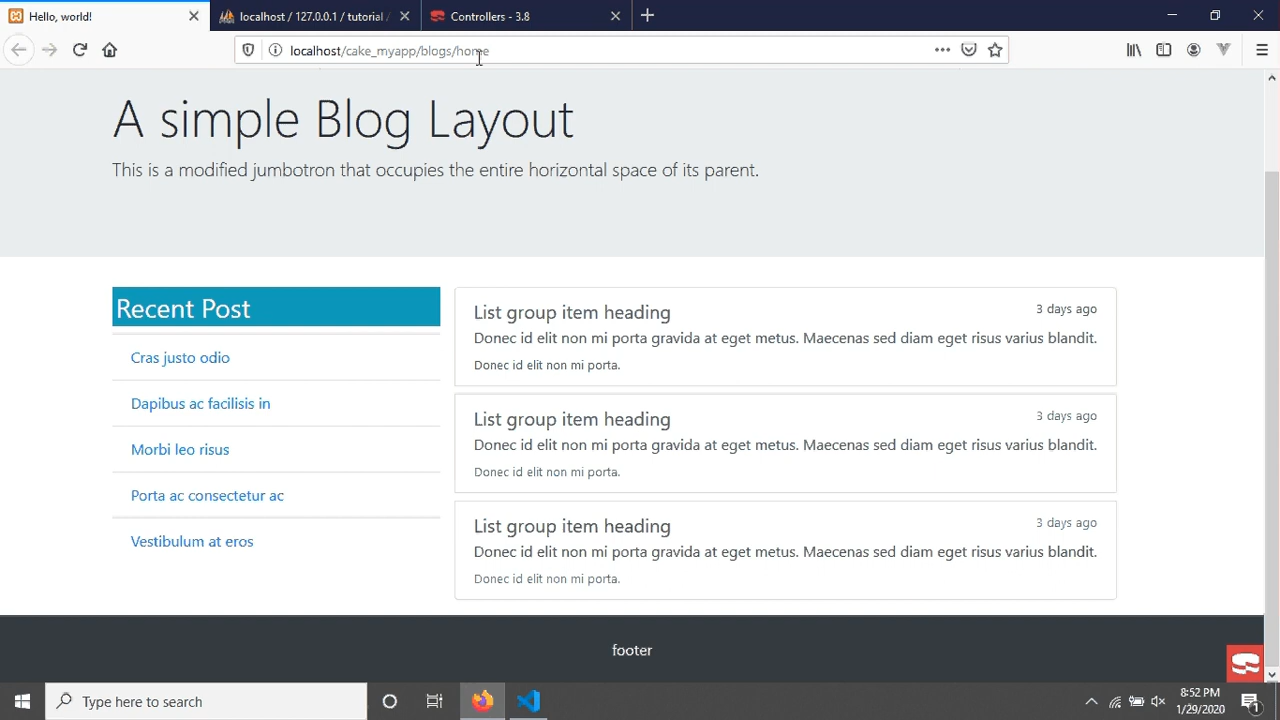 Hello, world!
localhost / 127.0.0.1 / tutorial /
Controllers - 3.8
localhost/cake_myapp/blogs/home
A simple Blog Layout
This is a modified jumbotron that occupies the entire horizontal space of its parent.
Recent Post
Cras justo odio
Dapibus ac facilisis in
Morbi leo risus
Porta ac consectetur ac
Vestibulum at eros
List group item heading
3 days ago
Donec id elit non mi porta gravida at eget metus. Maecenas sed diam eget risus varius blandit.
Donec id elit non mi porta.
List group item heading
3 days ago
Donec id elit non mi porta gravida at eget metus. Maecenas sed diam eget risus varius blandit.
Donec id elit non mi porta.
List group item heading
3 days ago
Donec id elit non mi porta gravida at eget metus. Maecenas sed diam eget risus varius blandit.
Donec id elit non mi porta.
footer
Type here to search
8:52 PM
1/29/2020
1